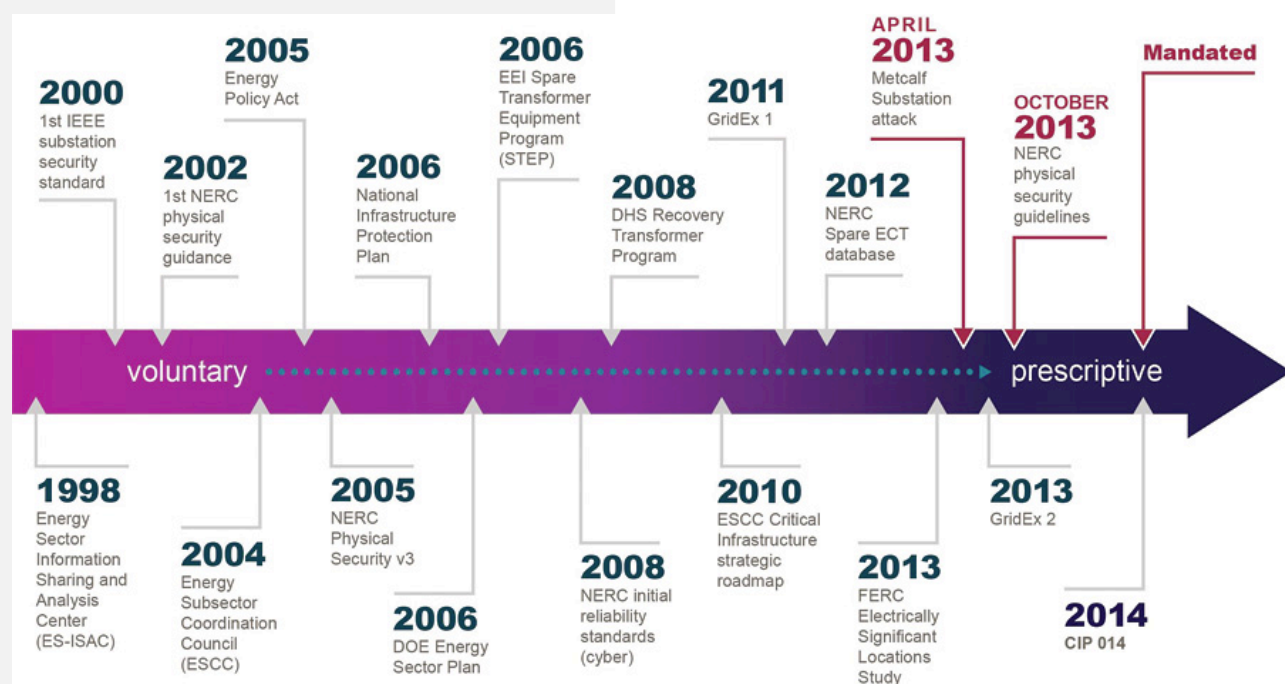 2000
1st IEEE
substation
security
standard
2002
1st NERC
physical
security
guidance
2005
Energy
Policy Act
2006
National
Infrastructure
Protection
Plan
2006
EEI Spare
Transformer
Equipment
Program
(STEP)
2008
DHS Recovery
Transformer
Program
2011
GridEx 1
2012
NERC
Spare ECT
database
APRIL
2013
Metcalf
Substation
attack
OCTOBER
2013
NERC
physical
security
guidelines
Mandated
voluntary
prescriptive
1998
Energy
Sector
Information
Sharing and
Analysis
Center
(ES-ISAC)
2004
Energy
Subsector
Coordination
Council
(ESCC)
2005
NERC
Physical
Security v3
2006
DOE Energy
Sector Plan
2008
NERC initial
reliability
standards
(cyber)
2010
ESCC Critical
Infrastructure
strategic
roadmap
2013
FERC
Electrically
Significant
Locations
Study
2013
GridEx 2
2014
CIP 014